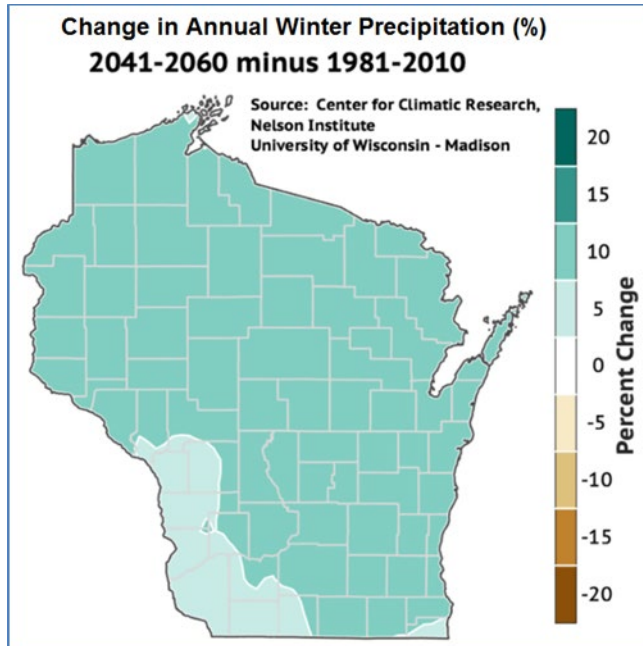 Change in Annual Winter Precipitation (%)
2041-2060 minus 1981-2010
Source: Center for Climatic Research,
Nelson Institute
University of Wisconsin - Madison
20
15
10
5
0
-5
-10
-15
-20
Percent Change